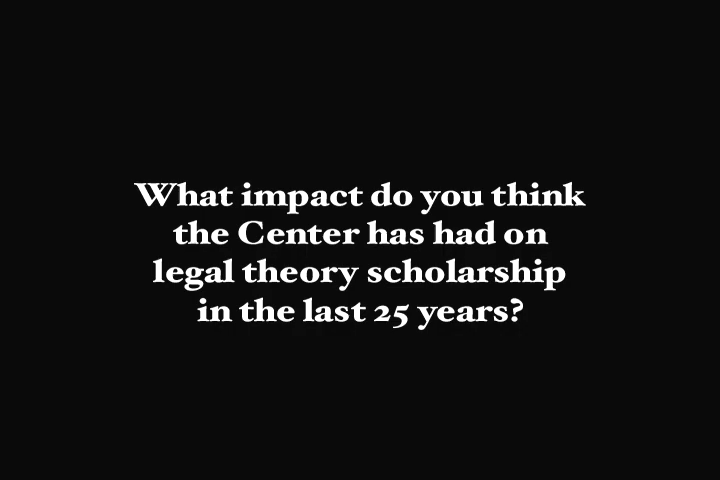 What impact do you think
the Center has had on
legal theory scholarship
in the last 25 years?